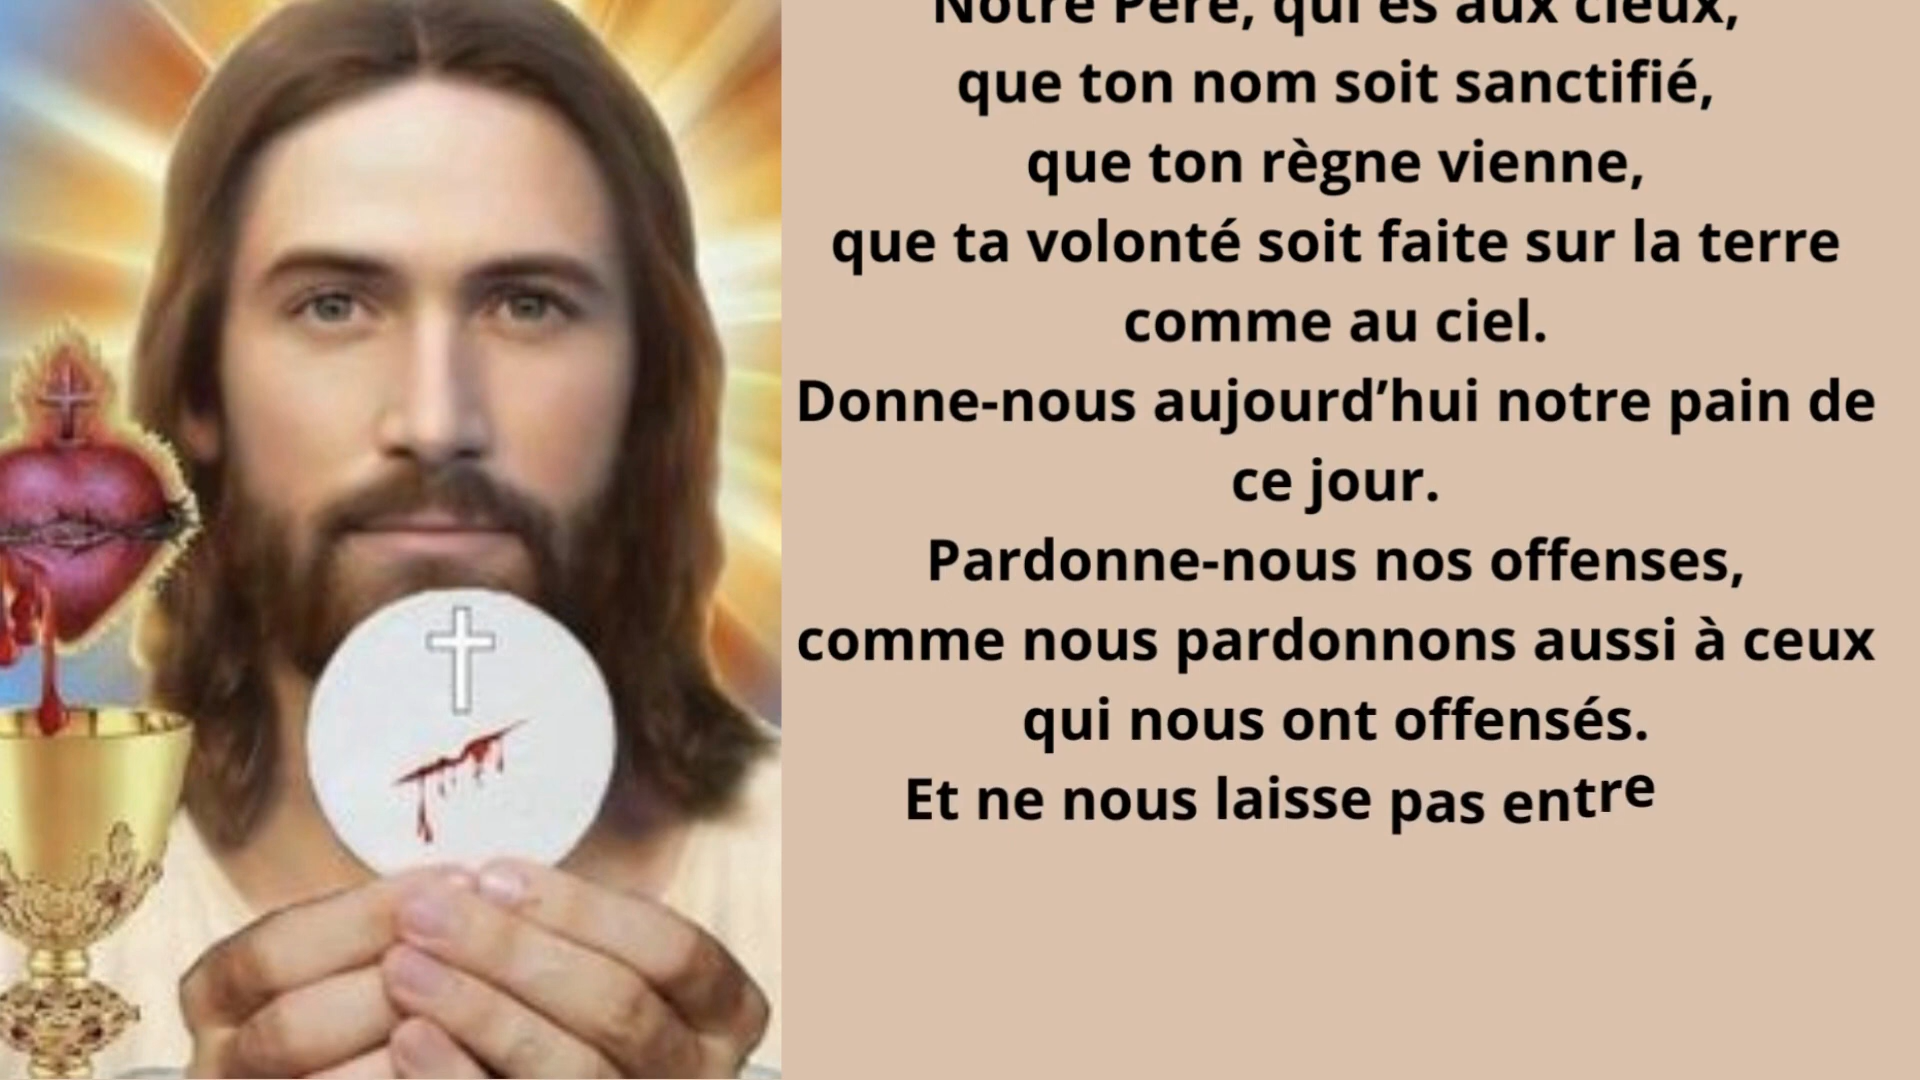 Notre Père, qui es aux cieux,
que ton nom soit sanctifié,
que ton règne vienne,
que ta volonté soit faite sur la terre
comme au ciel.
Donne-nous aujourd’hui notre pain de
ce jour.
Pardonne-nous nos offenses,
comme nous pardonnons aussi à ceux
qui nous ont offensés.
Et ne nous laisse pas entre